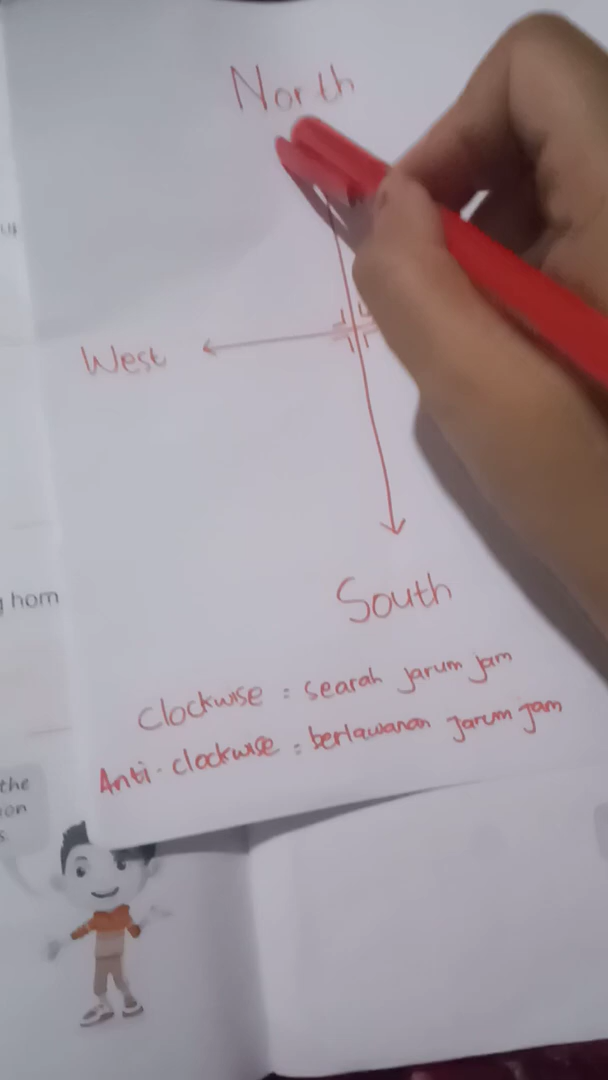 North
West
South
Clockwise : searah jarum jam
Anti-clockwise : berlawanan jarum jam
hom
the